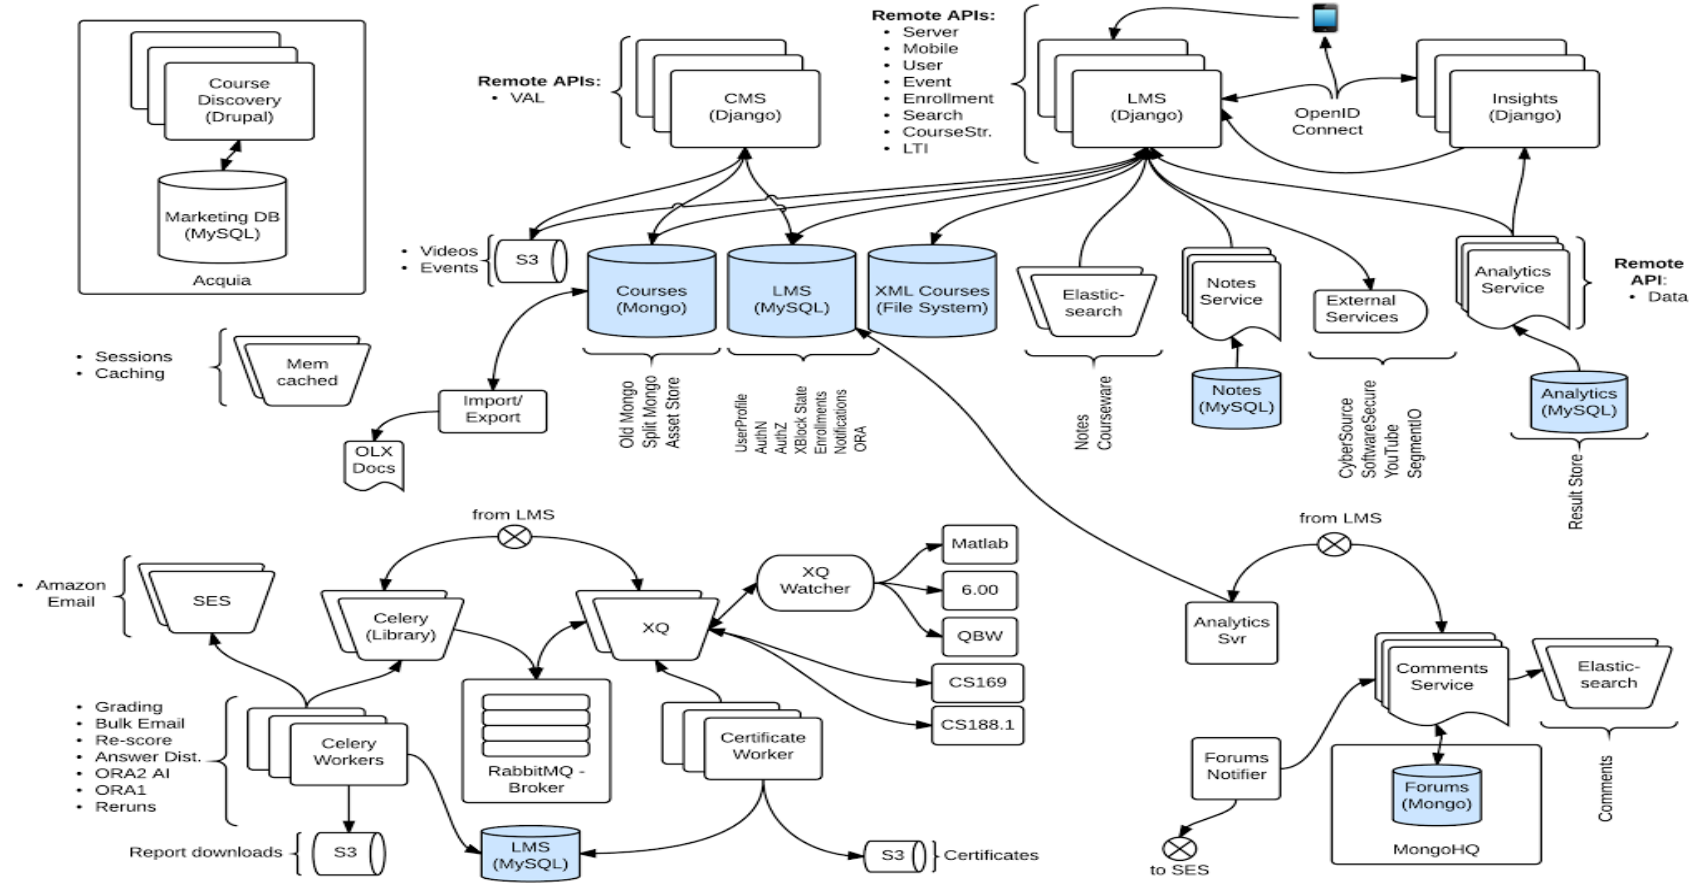 Course
Discovery
(Drupal)
Marketing DB
(MySQL)
Acquia
Remote APIs:
• VAL
CMS
(Django)
Remote APIs:
• Server
• Mobile
• User
• Event
• Enrollment
• Search
• CourseStr.
• LTI
LMS
(Django)
OpenID
Connect
Insights
(Django)
• Videos
• Events
S3
Courses
(Mongo)
LMS
(MySQL)
XML Courses
(File System)
Elastic-
search
Notes
Service
External
Services
Analytics
Service
Remote
API:
• Data
• Sessions
• Caching
Mem
cached
Import/
Export
OLX
Docs
Old Mongo
Split Mongo
Asset Store
UserProfile
AuthN
AuthZ
XBlock State
Enrollments
Notifications
ORA
Notes
Courseware
Notes
(MySQL)
CyberSource
SoftwareSecure
YouTube
SegmentIO
Analytics
(MySQL)
Result Store
from LMS
• Amazon
Email
SES
Celery
(Library)
XQ
XQ
Watcher
Matlab
6.00
QBW
CS169
CS188.1
• Grading
• Bulk Email
• Re-score
• Answer Dist.
• ORA2 AI
• ORA1
• Reruns
Celery
Workers
RabbitMQ -
Broker
Certificate
Worker
Report downloads
S3
LMS
(MySQL)
S3
Certificates
from LMS
Analytics
Svr
Comments
Service
Elastic-
search
Comments
Forums
Notifier
Forums
(Mongo)
MongoHQ
to SES